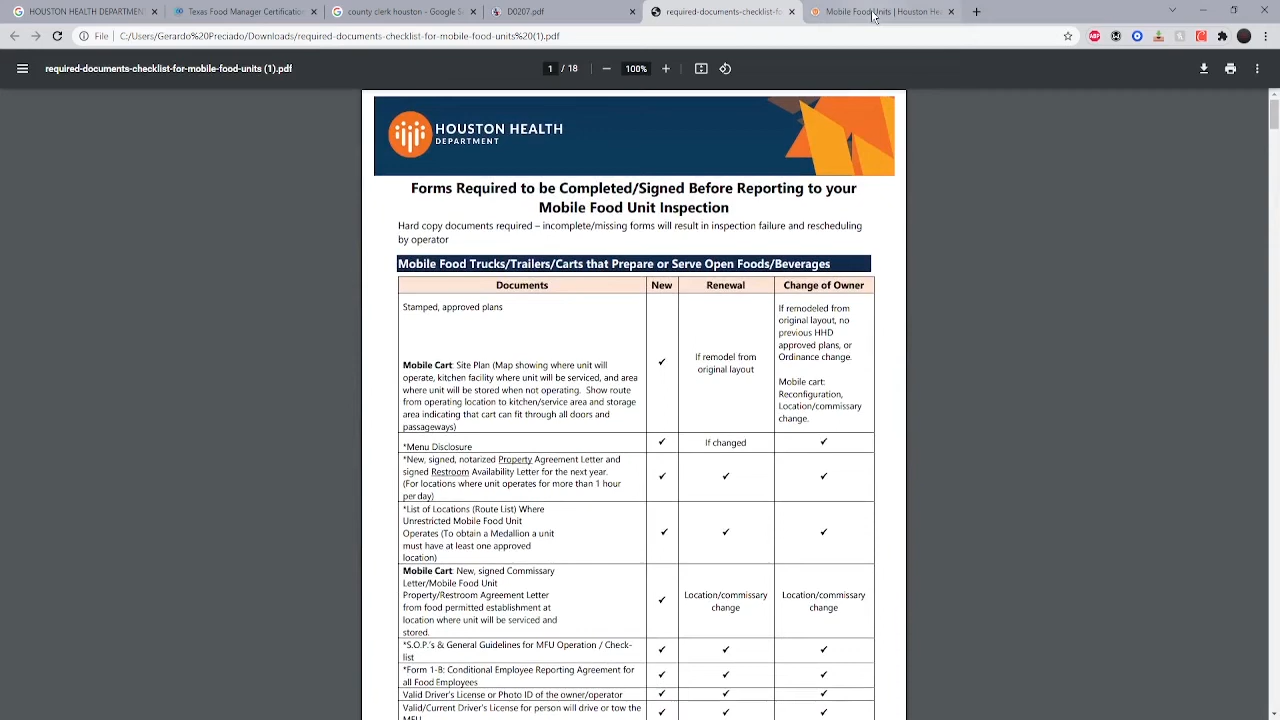 HOUSTON HEALTH DEPARTMENT
Texas Food Manager Certification
county clerk houston - Google S
D0207.pdf
required-documents-checklist-fo
Mobile Food Units | Houston He
File
C:/Users/Gerardo%20Preciado/Downloads/required-documents-checklist-for-mobile-food-units%20(1).pdf
required-documents-checklist-for-mobile-food-units (1).pdf
1 / 18
100%
HOUSTON HEALTH
DEPARTMENT
Forms Required to be Completed/Signed Before Reporting to your
Mobile Food Unit Inspection
Hard copy documents required – incomplete/missing forms will result in inspection failure and rescheduling
by operator
Mobile Food Trucks/Trailers/Carts that Prepare or Serve Open Foods/Beverages
Documents New Renewal Change of Owner
Stamped, approved plans
Mobile Cart: Site Plan (Map showing where unit will
operate, kitchen facility where unit will be serviced, and area
where unit will be stored when not operating. Show route
from operating location to kitchen/service area and storage
area indicating that cart can fit through all doors and
passageways)
✓
If remodel from
original layout
If remodeled from
original layout, no
previous HHD
approved plans, or
Ordinance change.
Mobile cart:
Reconfiguration,
Location/commissary
change.
*Menu Disclosure
✓
If changed
✓
*New, signed, notarized Property Agreement Letter and
signed Restroom Availability Letter for the next year.
(For locations where unit operates for more than 1 hour
per day)
✓ ✓ ✓
*List of Locations (Route List) Where
Unrestricted Mobile Food Unit
Operates (To obtain a Medallion a unit
must have at least one approved
location)
✓ ✓ ✓
Mobile Cart: New, signed Commissary
Letter/Mobile Food Unit
Property/Restroom Agreement Letter
from food permitted establishment at
location where unit will be serviced and
stored.
✓
Location/commissary
change
Location/commissary
change
*S.O.P.'s & General Guidelines for MFU Operation / Check-
list
✓ ✓ ✓
*Form 1-B: Conditional Employee Reporting Agreement for
all Food Employees
✓ ✓ ✓
Valid Driver's License or Photo ID of the owner/operator
✓ ✓ ✓
Valid/Current Driver's License for person will drive or tow the
MFU
✓ ✓ ✓